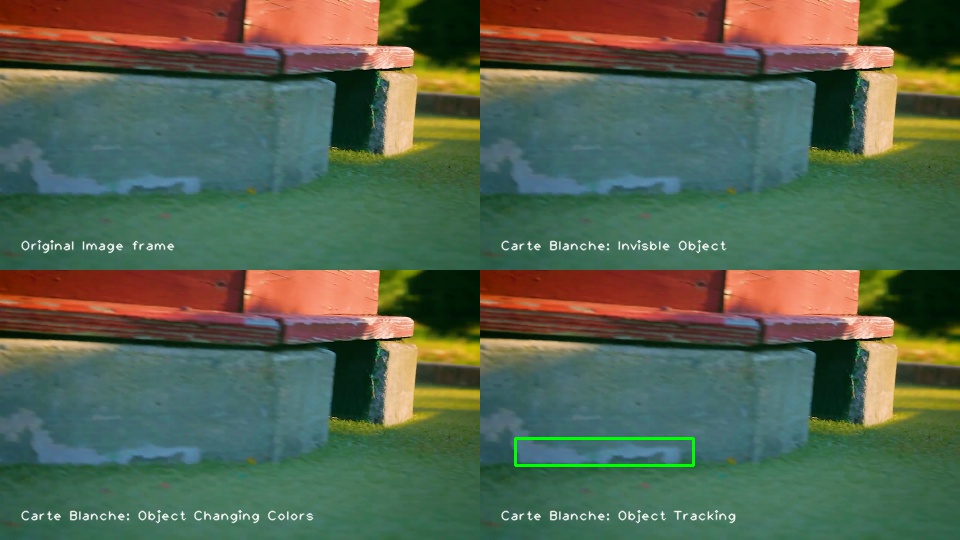 Original Image frame
Carte Blanche: Invisble Object
Carte Blanche: Object Changing Colors
Carte Blanche: Object Tracking